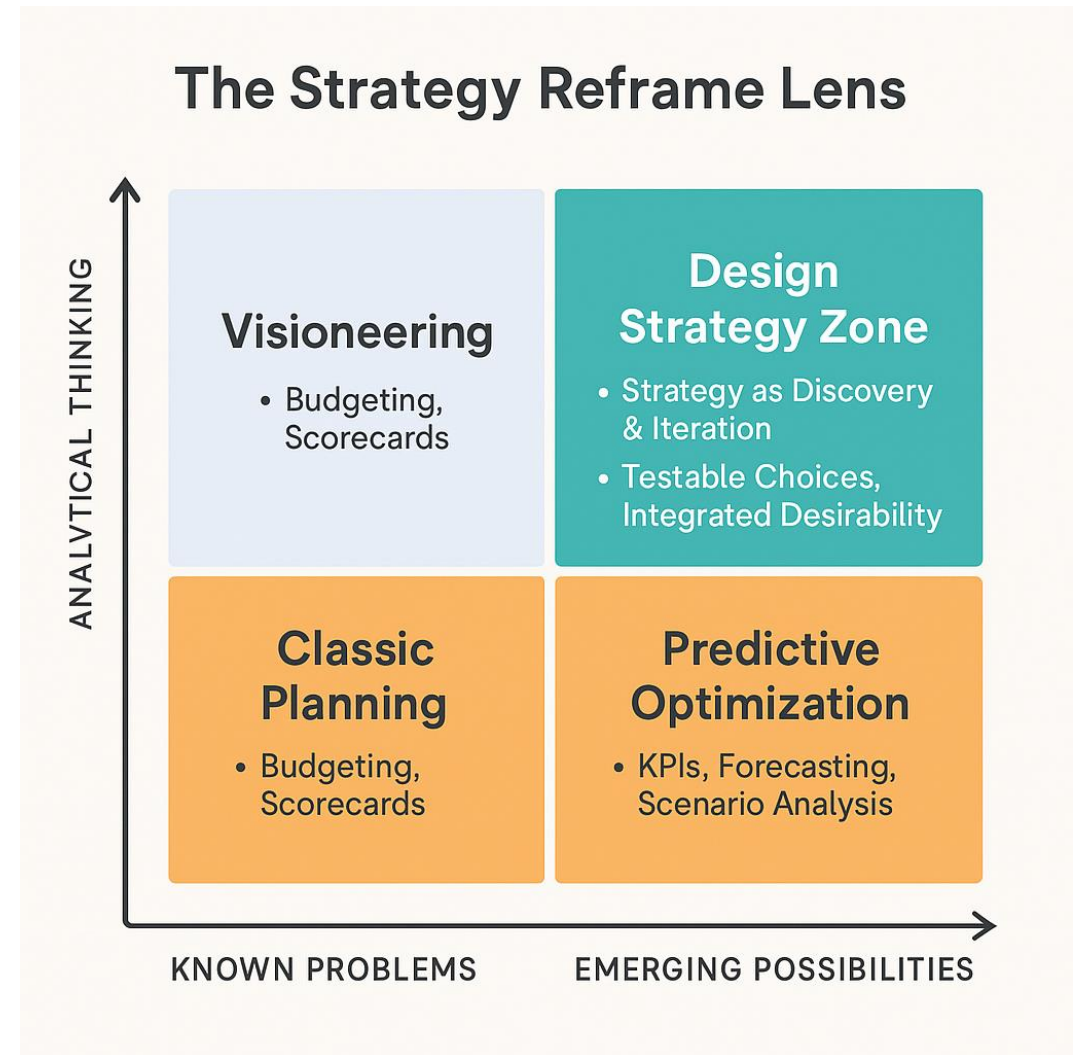 The Strategy Reframe Lens
ANALVTICAL THINKING
Visioneering
• Budgeting,
Scorecards
Design
Strategy Zone
• Strategy as Discovery
& Iteration
• Testable Choices,
Integrated Desirability
Classic
Planning
• Budgeting,
Scorecards
Predictive
Optimization
• KPIs, Forecasting,
Scenario Analysis
KNOWN PROBLEMS
EMERGING POSSIBILITIES